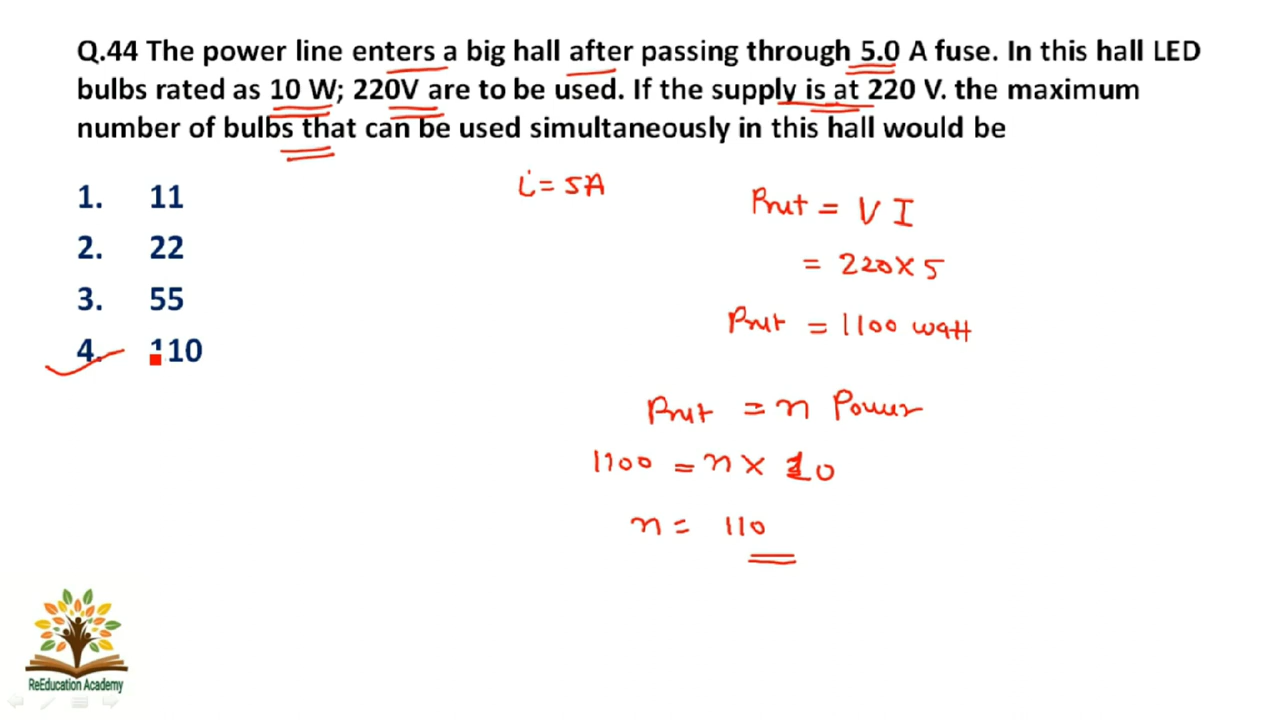 Q.44 The power line enters a big hall after passing through 5.0 A fuse. In this hall LED
bulbs rated as 10 W; 220V are to be used. If the supply is at 220 V. the maximum
number of bulbs that can be used simultaneously in this hall would be
1. 11
2. 22
3. 55
4. 110
i = 5A
Pnut = V I
= 220 × 5
Pnut = 1100 watt
Pnut = n Power
1100 = n × 10
n = 110
ReEducation Academy